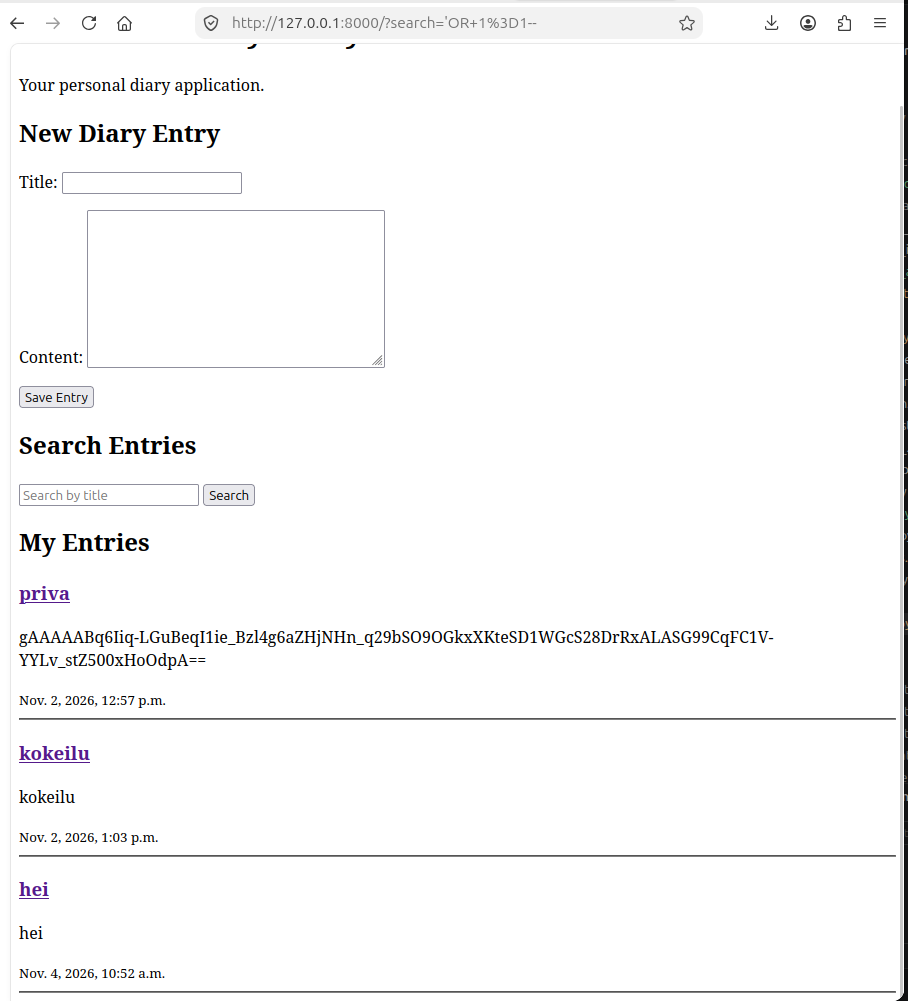 http://127.0.0.1:8000/?search='OR+1%3D1--
Your personal diary application.
New Diary Entry
Title:
Content:
Save Entry
Search Entries
Search by title
Search
My Entries
priva
gAAAAABq6Iiq-LGuBeqI1ie_Bzl4g6aZHjNHn_q29bSO9OGkxXKteSD1WGcS28DrRxALASG99CqFC1V-
YYLv_stZ500xHoOdpA==
Nov. 2, 2026, 12:57 p.m.
kokeilu
kokeilu
Nov. 2, 2026, 1:03 p.m.
hei
hei
Nov. 4, 2026, 10:52 a.m.